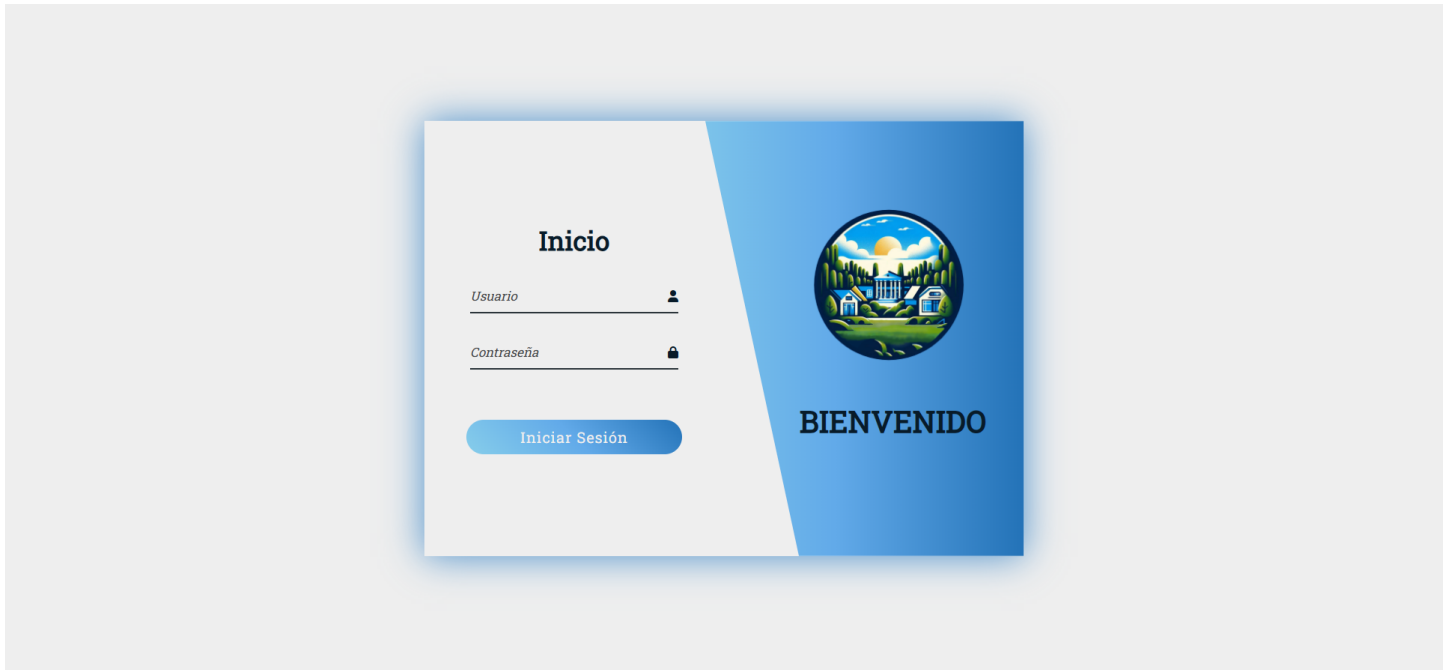 Inicio
Usuario
Contraseña
Iniciar Sesión
BIENVENIDO